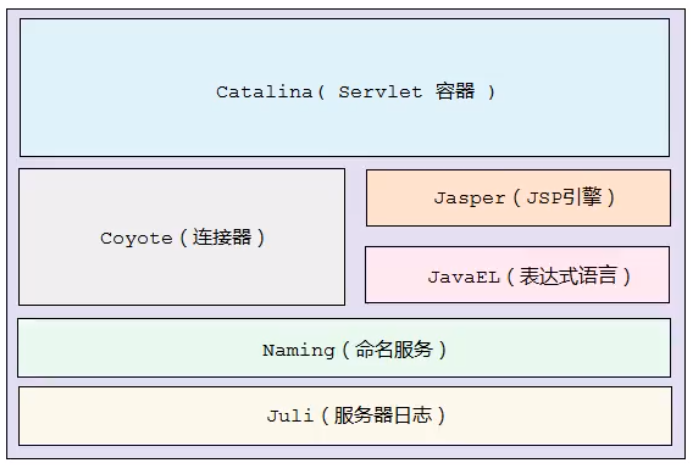 Catalina( Servlet 容器 )
Coyote(连接器)
Jasper(JSP引擎)
JavaEL(表达式语言)
Naming(命名服务)
Juli(服务器日志)